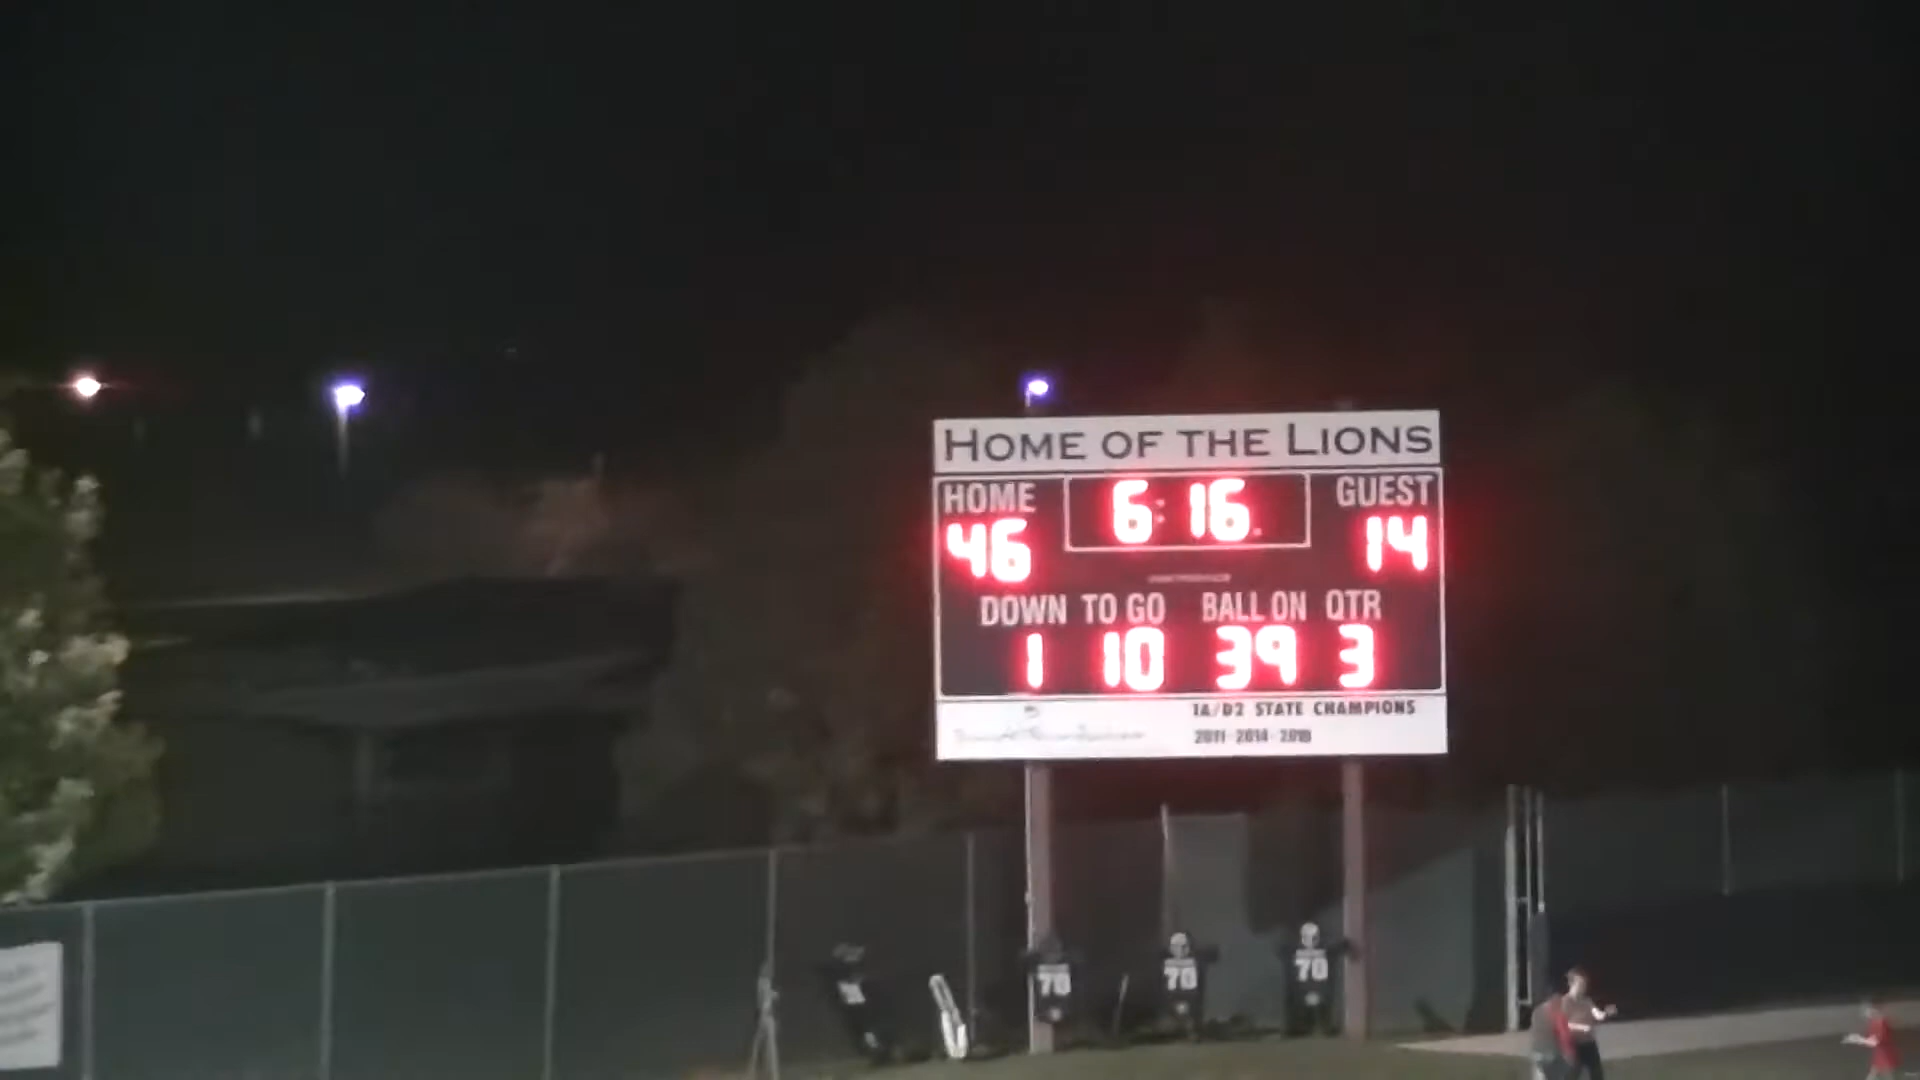 HOME OF THE LIONS
HOME 6:16 GUEST
46 14
DOWN TO GO BALL ON QTR
1 10 39 3
1A/D2 STATE CHAMPIONS
2011-2014-2018
70 70 70